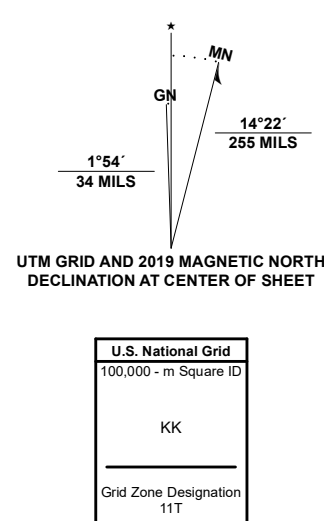 ★
MN
GN
14°22´
255 MILS
1°54´
34 MILS
UTM GRID AND 2019 MAGNETIC NORTH
DECLINATION AT CENTER OF SHEET
U.S. National Grid
100,000 - m Square ID
KK
Grid Zone Designation
11T